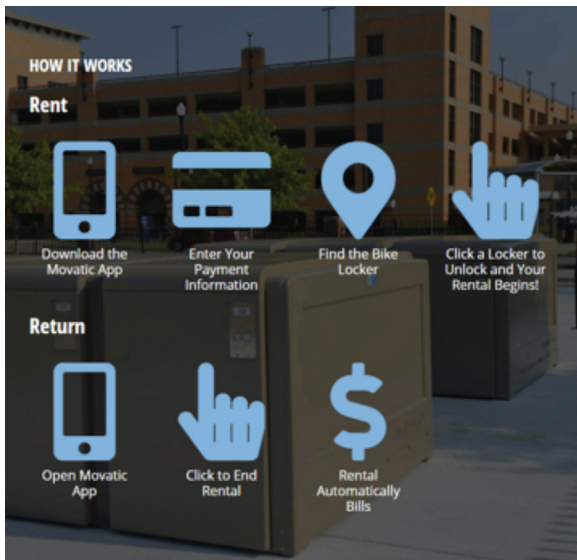 HOW IT WORKS
Rent
Download the
Movatic App
Enter Your
Payment
Information
Find the Bike
Locker
Click a Locker to
Unlock and Your
Rental Begins!
Return
Open Movatic
App
Click to End
Rental
Rental
Automatically
Bills